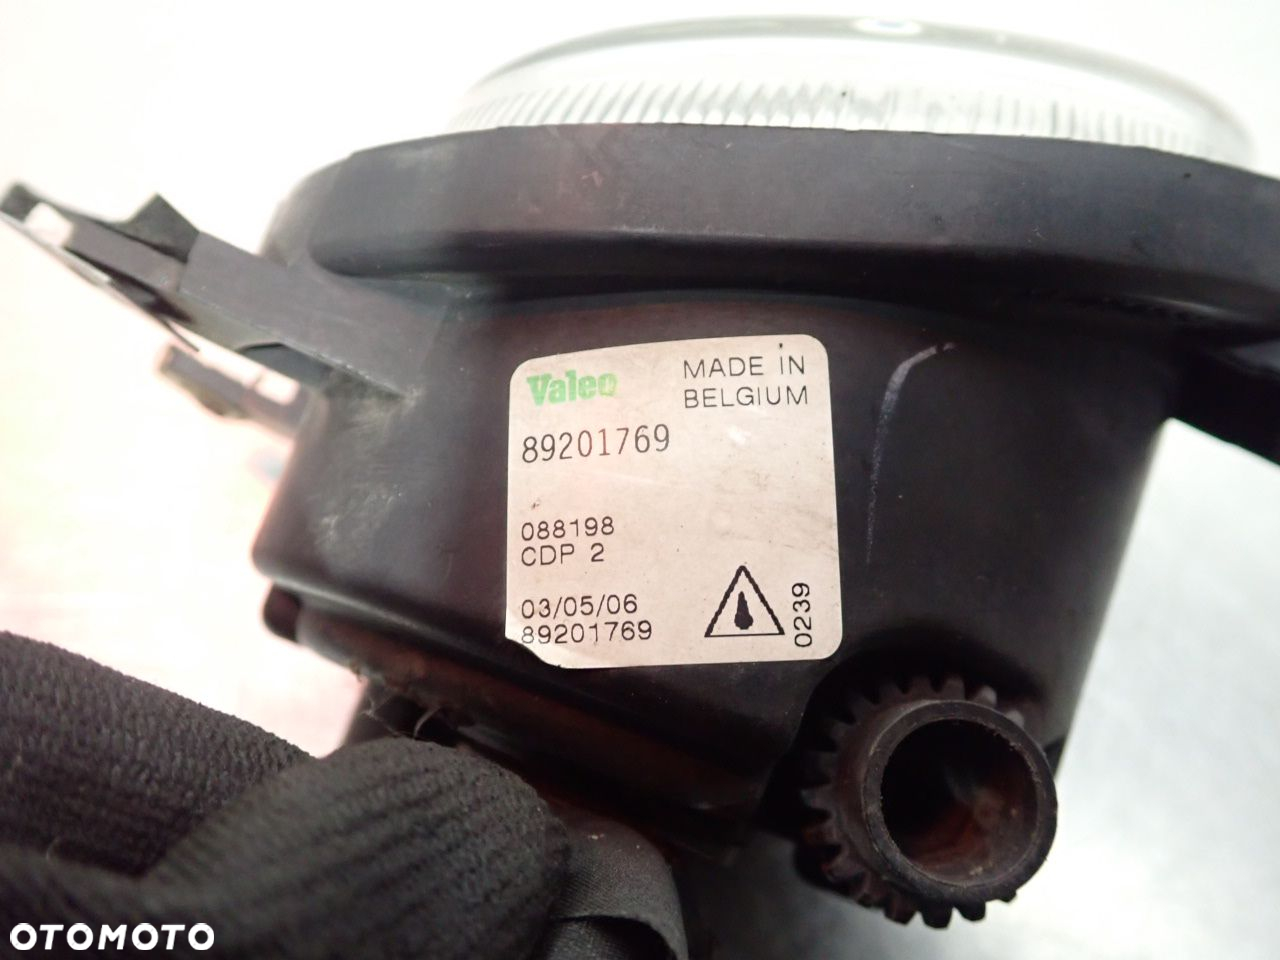 Valeo
MADE IN
BELGIUM
89201769
088198
CDP 2
03/05/06
89201769
0239
OTOMOTO